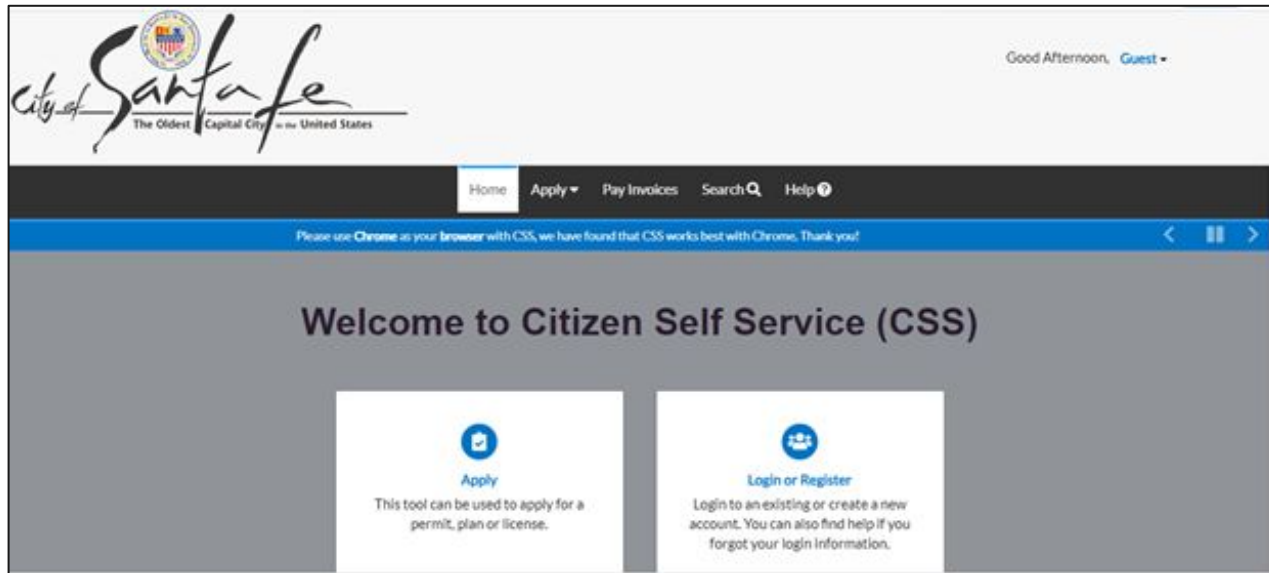 City of Santa Fe
The Oldest Capital City in the United States
Good Afternoon, Guest
Home Apply Pay Invoices Search Help
Please use Chrome as your browser with CSS, we have found that CSS works best with Chrome. Thank you!
Welcome to Citizen Self Service (CSS)
Apply
This tool can be used to apply for a
permit, plan or license.
Login or Register
Login to an existing or create a new
account. You can also find help if you
forgot your login information.